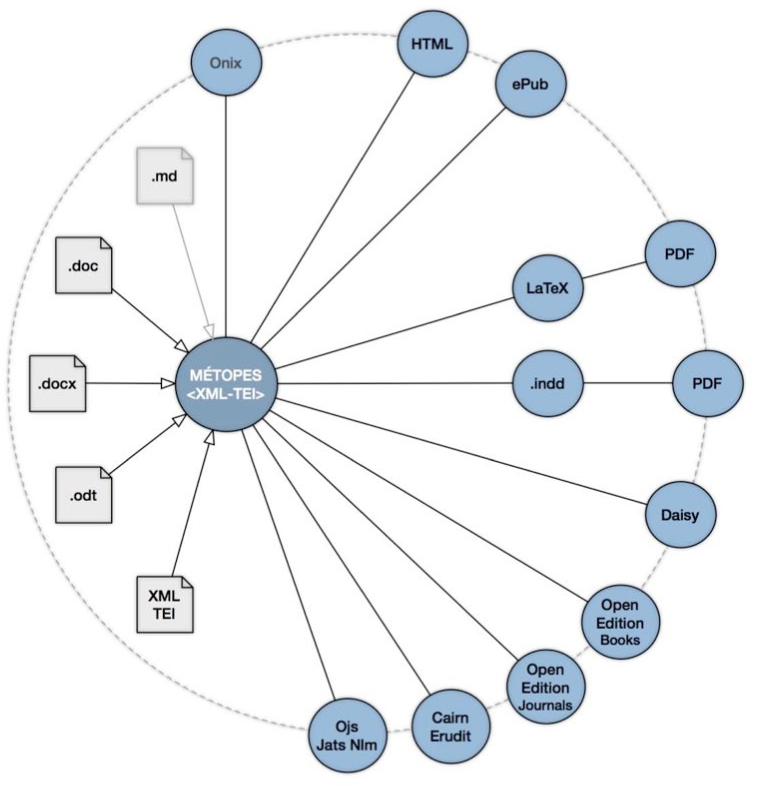 HTML
Onix
ePub
.md
.doc
PDF
LaTeX
MÉTOPES
<XML-TEI>
.docx
.indd
PDF
.odt
Daisy
XML
TEI
Open
Edition
Books
Open
Edition
Journals
Cairn
Erudit
Ojs
Jats Nlm